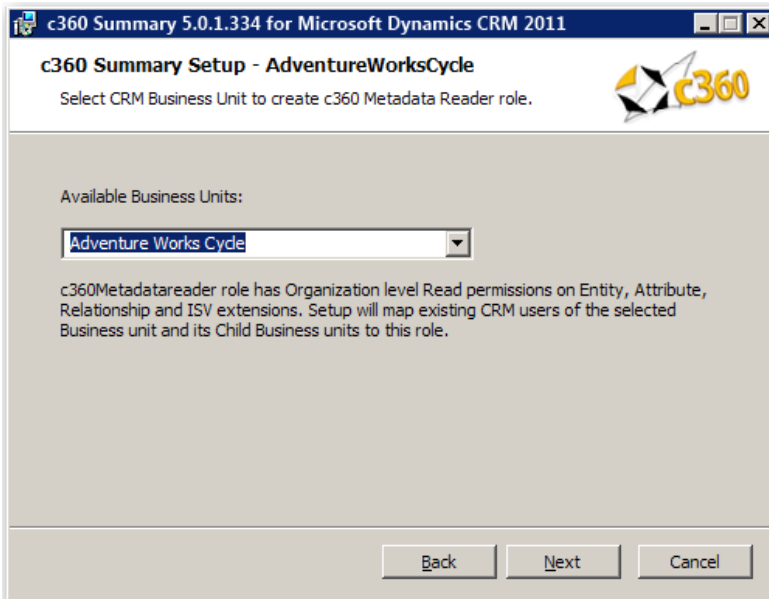 c360 Summary 5.0.1.334 for Microsoft Dynamics CRM 2011
c360 Summary Setup - AdventureWorksCycle
Select CRM Business Unit to create c360 Metadata Reader role.
c360
Available Business Units:
Adventure Works Cycle
c360Metadatareader role has Organization level Read permissions on Entity, Attribute,
Relationship and ISV extensions. Setup will map existing CRM users of the selected
Business unit and its Child Business units to this role.
Back
Next
Cancel